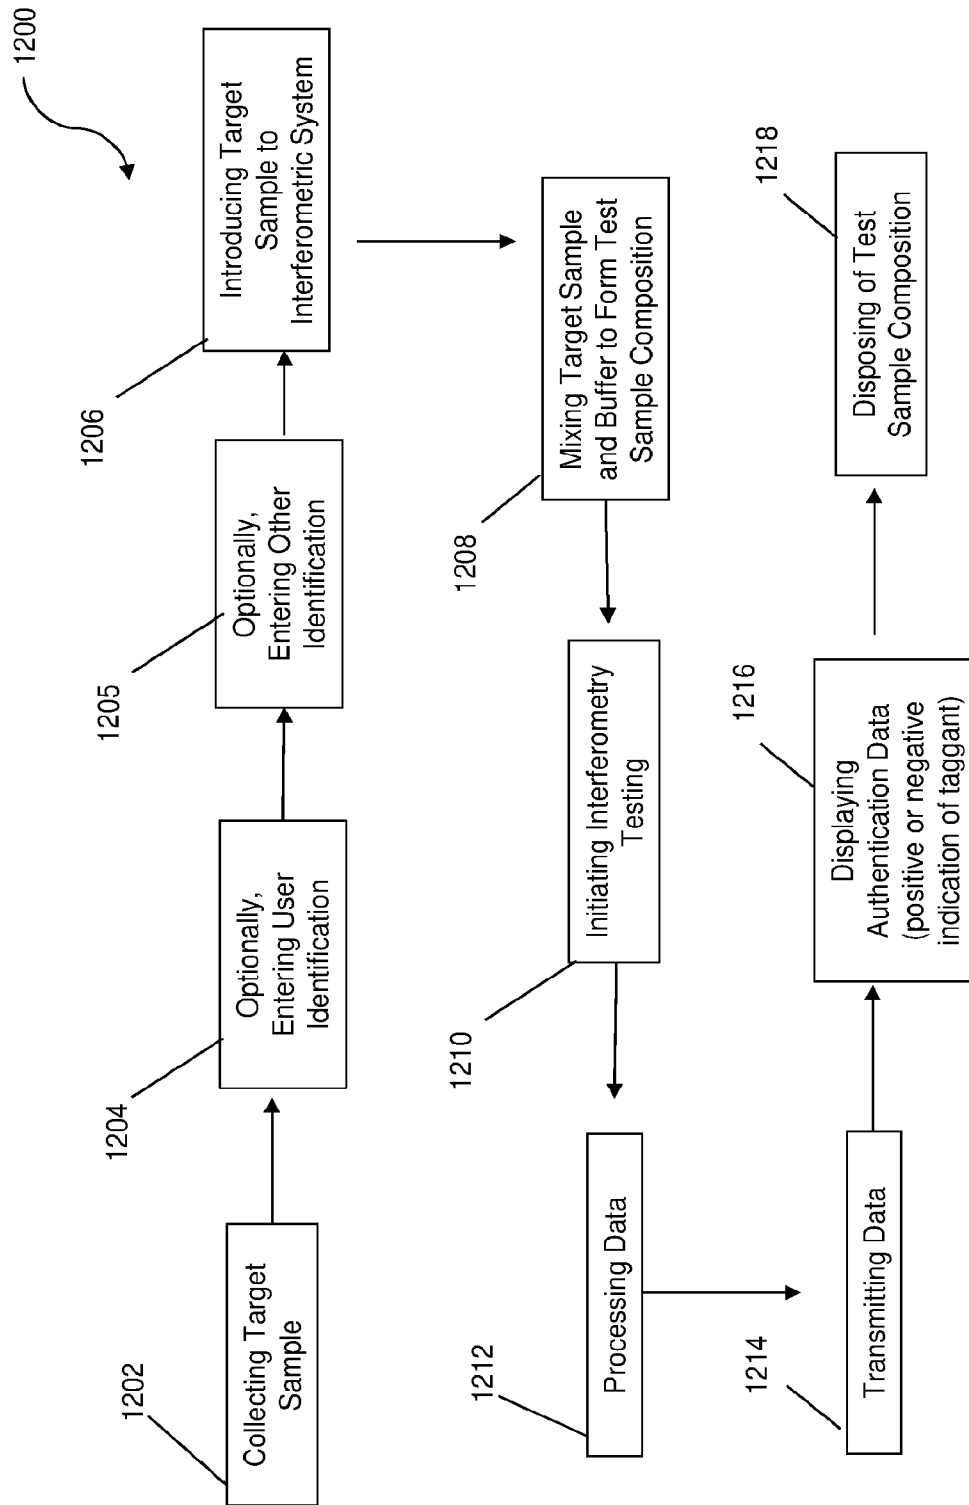 1200
1202
Collecting Target
Sample
1204
Optionally,
Entering User
Identification
1205
Optionally,
Entering Other
Identification
1206
Introducing Target
Sample to
Interferometric System
1208
Mixing Target Sample
and Buffer to Form Test
Sample Composition
1210
Initiating Interferometry
Testing
1212
Processing Data
1214
Transmitting Data
1216
Displaying
Authentication Data
(positive or negative
indication of taggant)
1218
Disposing of Test
Sample Composition